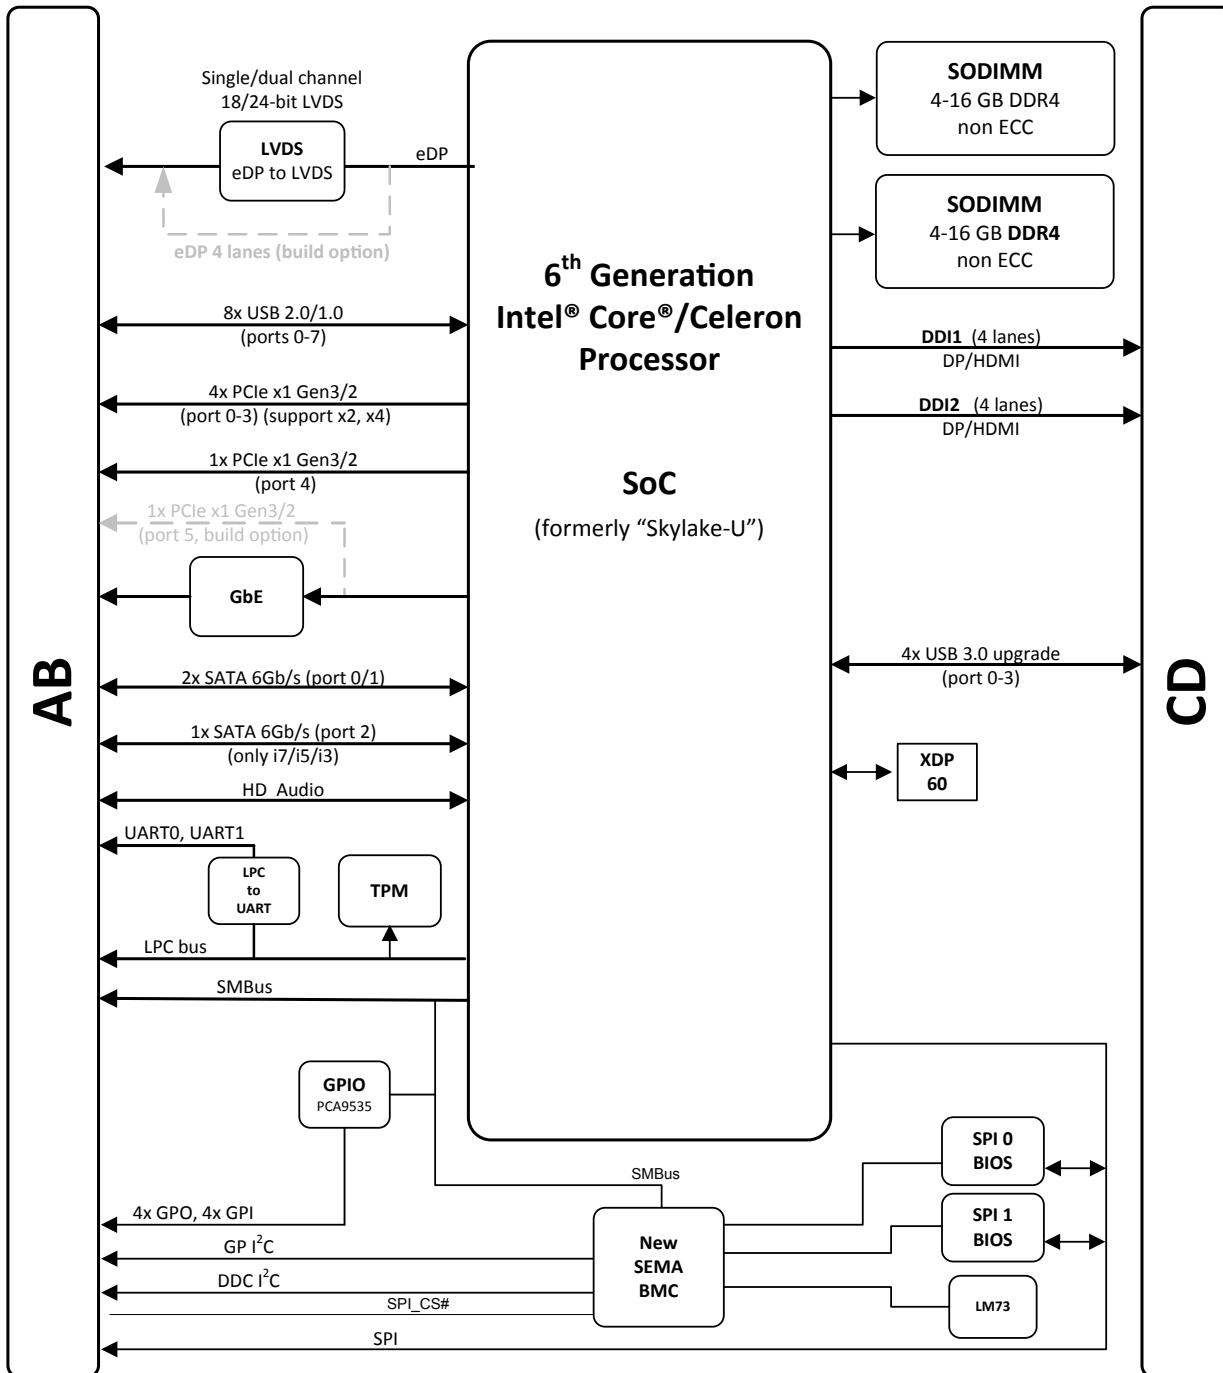 Single/dual channel
18/24-bit LVDS
LVDS
eDP to LVDS
eDP
eDP 4 lanes (build option)
8x USB 2.0/1.0
(ports 0-7)
4x PCIe x1 Gen3/2
(port 0-3) (support x2, x4)
1x PCIe x1 Gen3/2
(port 4)
1x PCIe x1 Gen3/2
(port 5, build option)
GbE
AB
2x SATA 6Gb/s (port 0/1)
1x SATA 6Gb/s (port 2)
(only i7/i5/i3)
HD Audio
UART0, UART1
LPC
to
UART
TPM
LPC bus
SMBus
GPIO
PCA9535
4x GPO, 4x GPI
GP I²C
DDC I²C
SPI_CS#
SPI
6th Generation
Intel® Core®/Celeron
Processor
SoC
(formerly “Skylake-U”)
SMBus
New
SEMA
BMC
SODIMM
4-16 GB DDR4
non ECC
SODIMM
4-16 GB DDR4
non ECC
DDI1 (4 lanes)
DP/HDMI
DDI2 (4 lanes)
DP/HDMI
4x USB 3.0 upgrade
(port 0-3)
XDP
60
SPI 0
BIOS
SPI 1
BIOS
LM73
CD